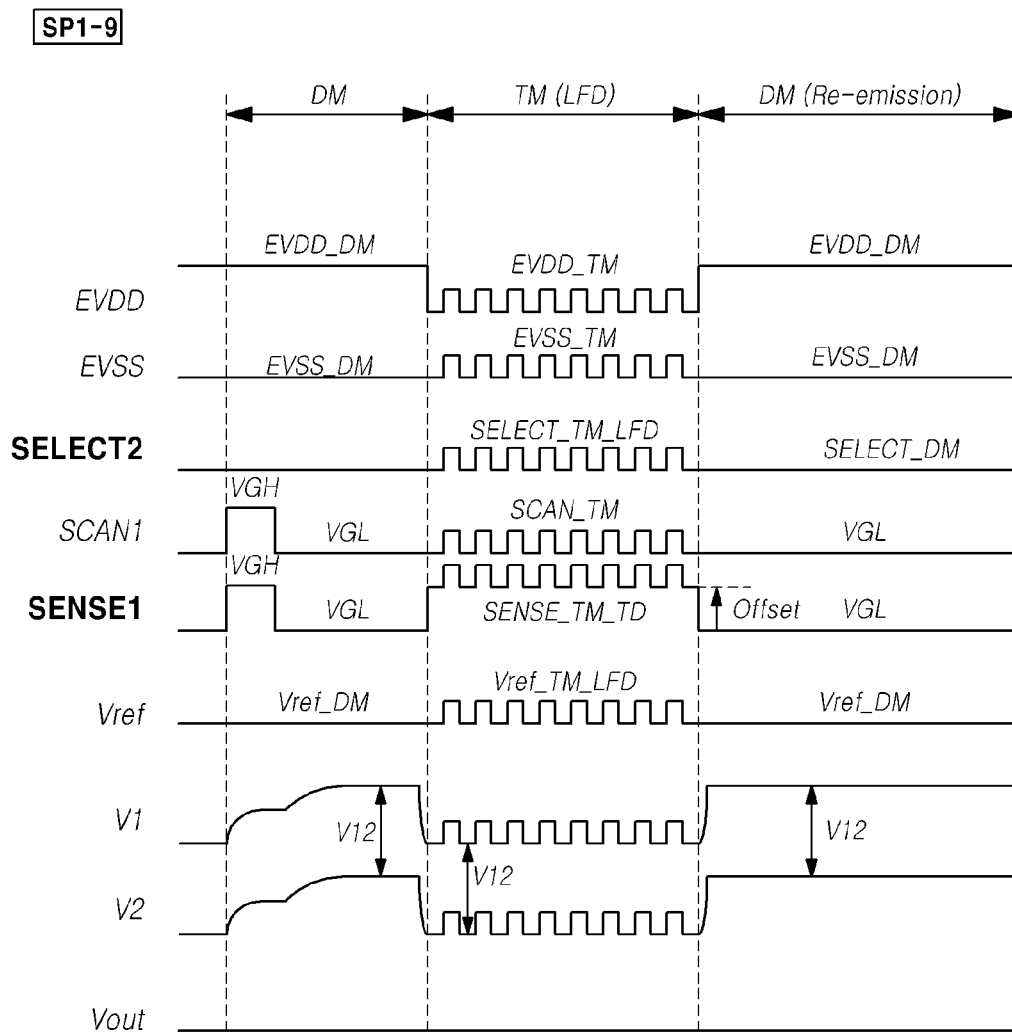 SP1-9
DM TM (LFD) DM (Re-emission)
EVDD_DM EVDD_TM EVDD_DM
EVDD
EVSS_TM
EVSS EVSS_DM EVSS_DM
SELECT_TM_LFD
SELECT2 SELECT_DM
VGH
SCAN_TM
SCAN1 VGL VGL
VGH
SENSE1 VGL SENSE_TM_TD Offset VGL
Vref_TM_LFD
Vref Vref_DM Vref_DM
V1 V12 V12
V12
V2
Vout